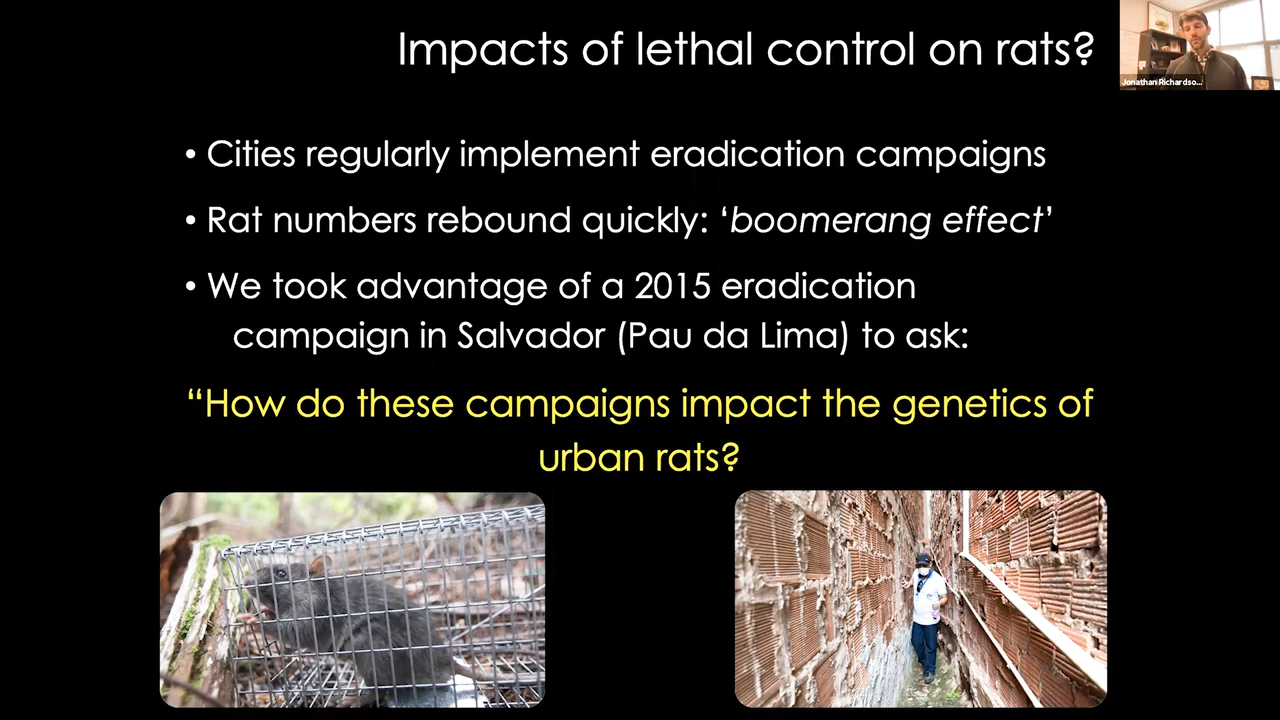 Impacts of lethal control on rats?
Jonathan Richardso...
• Cities regularly implement eradication campaigns
• Rat numbers rebound quickly: ‘boomerang effect’
• We took advantage of a 2015 eradication
campaign in Salvador (Pau da Lima) to ask:
“How do these campaigns impact the genetics of
urban rats?